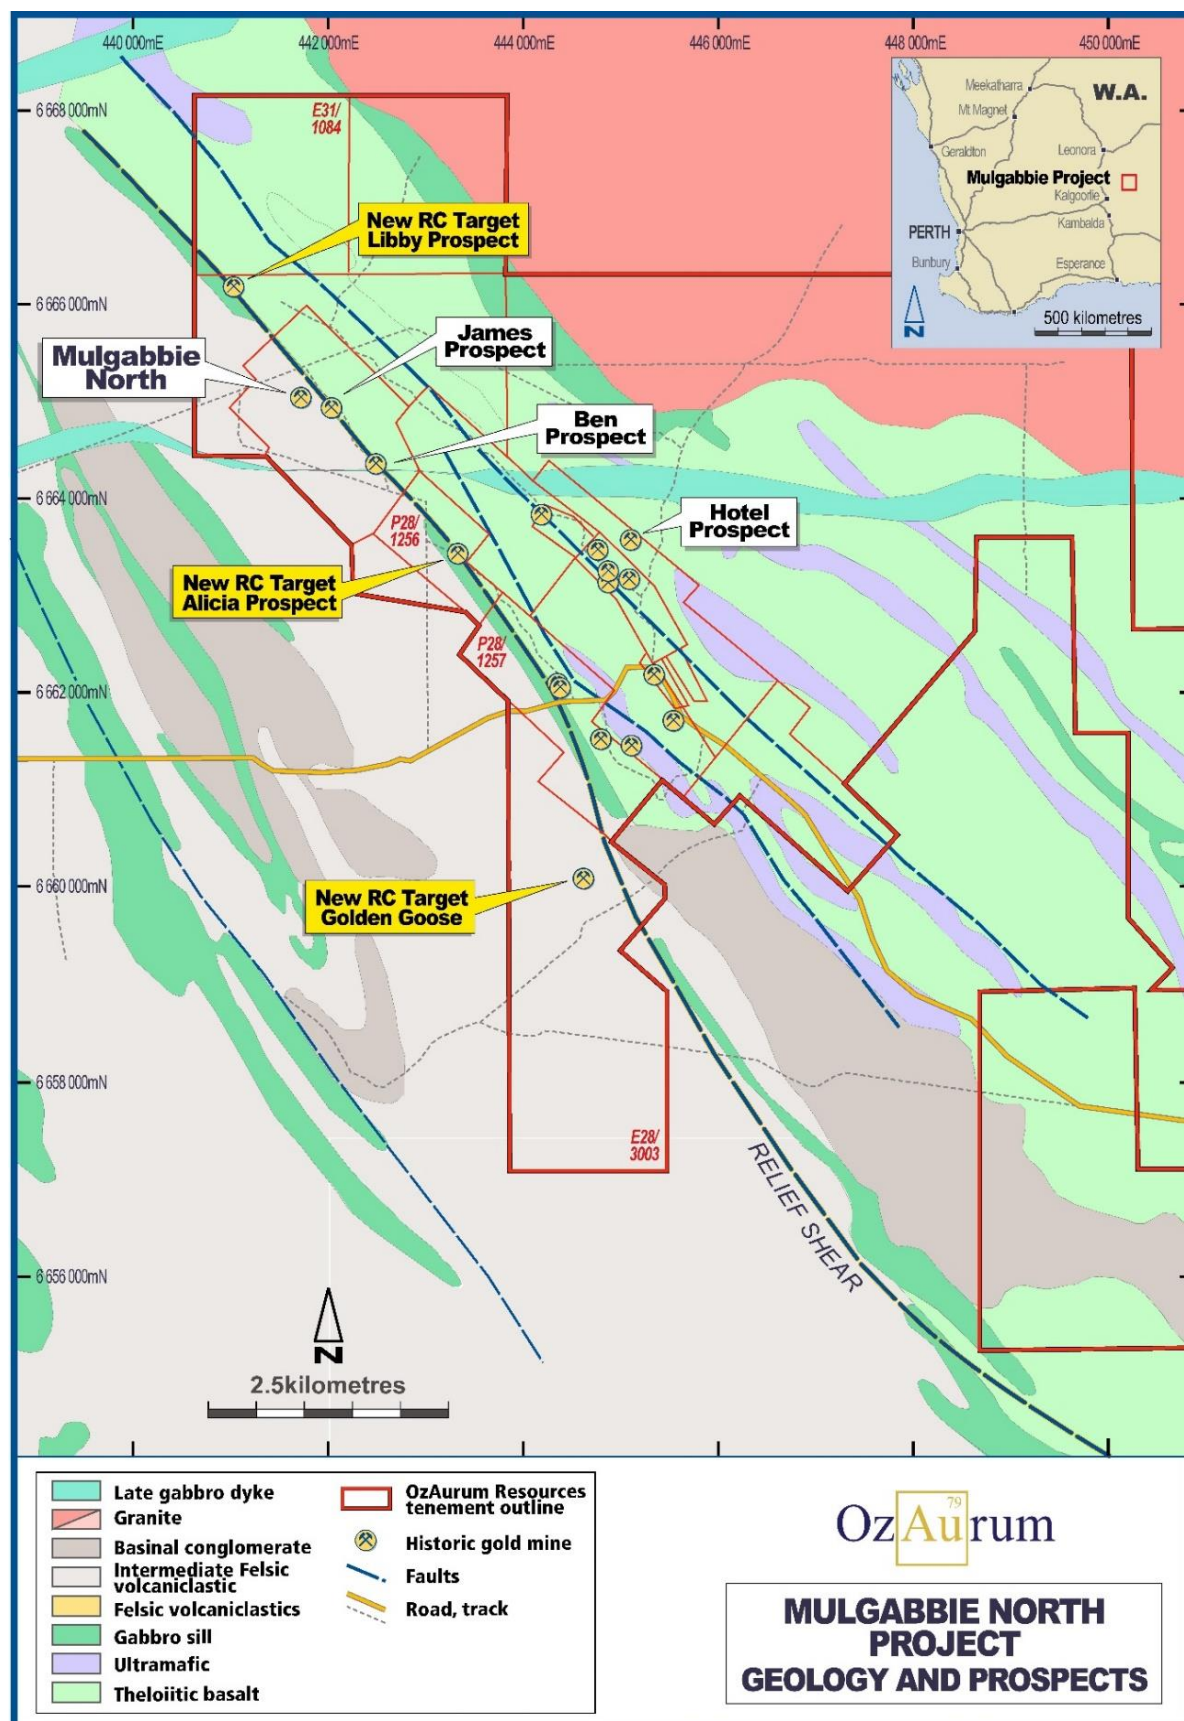 440 000mE
442 000mE
444 000mE
446 000mE
448 000mE
450 000mE
6 668 000mN
6 666 000mN
6 664 000mN
6 662 000mN
6 660 000mN
6 658 000mN
6 656 000mN
E31/
1084
W.A.
Meekatharra
Mt Magnet
Geraldton
Leonora
Mulgabbie Project
Kalgoorlie
Kambalda
PERTH
Bunbury
Esperance
N
500 kilometres
New RC Target
Libby Prospect
James
Prospect
Mulgabbie
North
Ben
Prospect
Hotel
Prospect
P28/
1256
New RC Target
Alicia Prospect
P28/
1257
New RC Target
Golden Goose
E28/
3003
RELIEF SHEAR
N
2.5kilometres
Late gabbro dyke
Granite
Basinal conglomerate
Intermediate Felsic
volcaniclastic
Felsic volcaniclastics
Gabbro sill
Ultramafic
Theloiitic basalt
OzAurum Resources
tenement outline
Historic gold mine
Faults
Road, track
79
OzAurum
MULGABBIE NORTH
PROJECT
GEOLOGY AND PROSPECTS